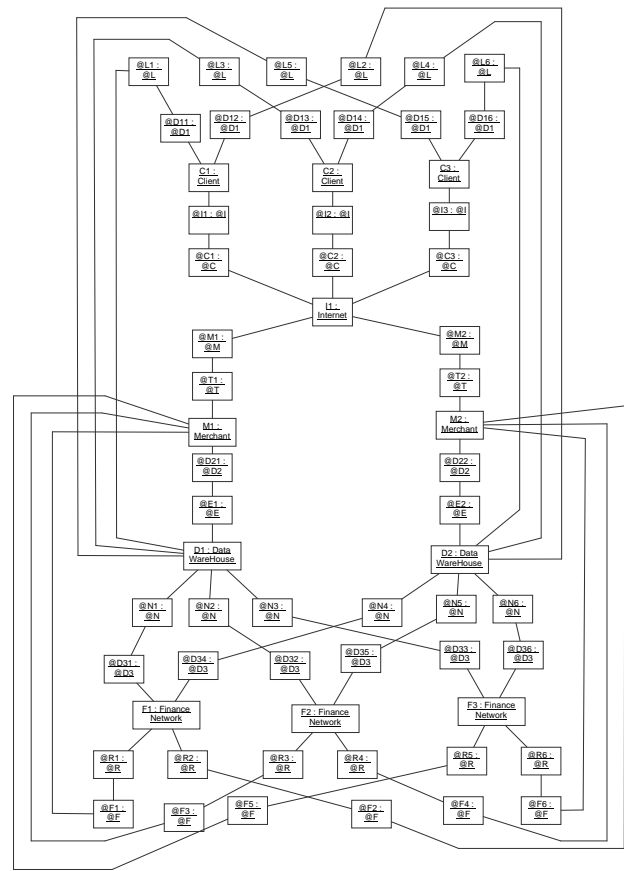 @L1 :
@L
@L3 :
@L
@L5 :
@L
@L2 :
@L
@L4 :
@L
@L6 :
@L
@D11 :
@D1
@D12 :
@D1
@D13 :
@D1
@D14 :
@D1
@D15 :
@D1
@D16 :
@D1
C1 :
Client
C2 :
Client
C3 :
Client
@I1 : @I
@I2 : @I
@I3 : @I
@C1 :
@C
@C2 :
@C
@C3 :
@C
I1 :
Internet
@M1 :
@M
@M2 :
@M
@T1 :
@T
@T2 :
@T
M1 :
Merchant
M2 :
Merchant
@D21 :
@D2
@D22 :
@D2
@E1 :
@E
@E2 :
@E
D1 : Data
WareHouse
D2 : Data
WareHouse
@N1 :
@N
@N2 :
@N
@N3 :
@N
@N4 :
@N
@N5 :
@N
@N6 :
@N
@D31 :
@D3
@D34 :
@D3
@D32 :
@D3
@D35 :
@D3
@D33 :
@D3
@D36 :
@D3
F1 : Finance
Network
F2 : Finance
Network
F3 : Finance
Network
@R1 :
@R
@R2 :
@R
@R3 :
@R
@R4 :
@R
@R5 :
@R
@R6 :
@R
@F1 :
@F
@F3 :
@F
@F5 :
@F
@F2 :
@F
@F4 :
@F
@F6 :
@F